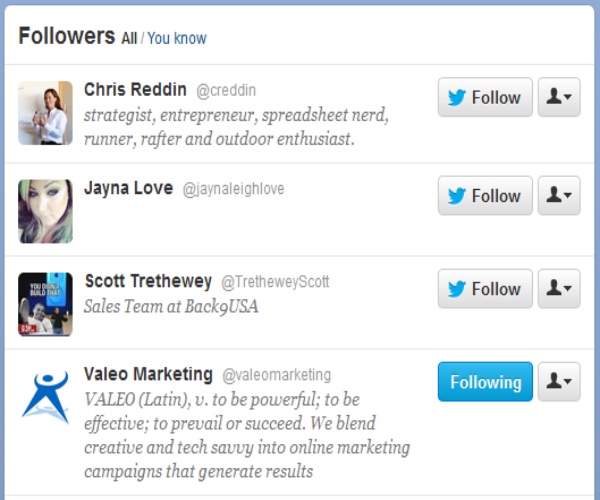 Followers All / You know
Chris Reddin @creddin
Follow
strategist, entrepreneur, spreadsheet nerd,
runner, rafter and outdoor enthusiast.
Jayna Love @jaynaleighlove
Follow
Scott Trethewey @TretheweyScott
Follow
YOU DIDN'T
BUILD THAT
Sales Team at Back9USA
Valeo Marketing @valeomarketing
Following
VALEO (Latin), v. to be powerful; to be
effective; to prevail or succeed. We blend
creative and tech savvy into online marketing
campaigns that generate results